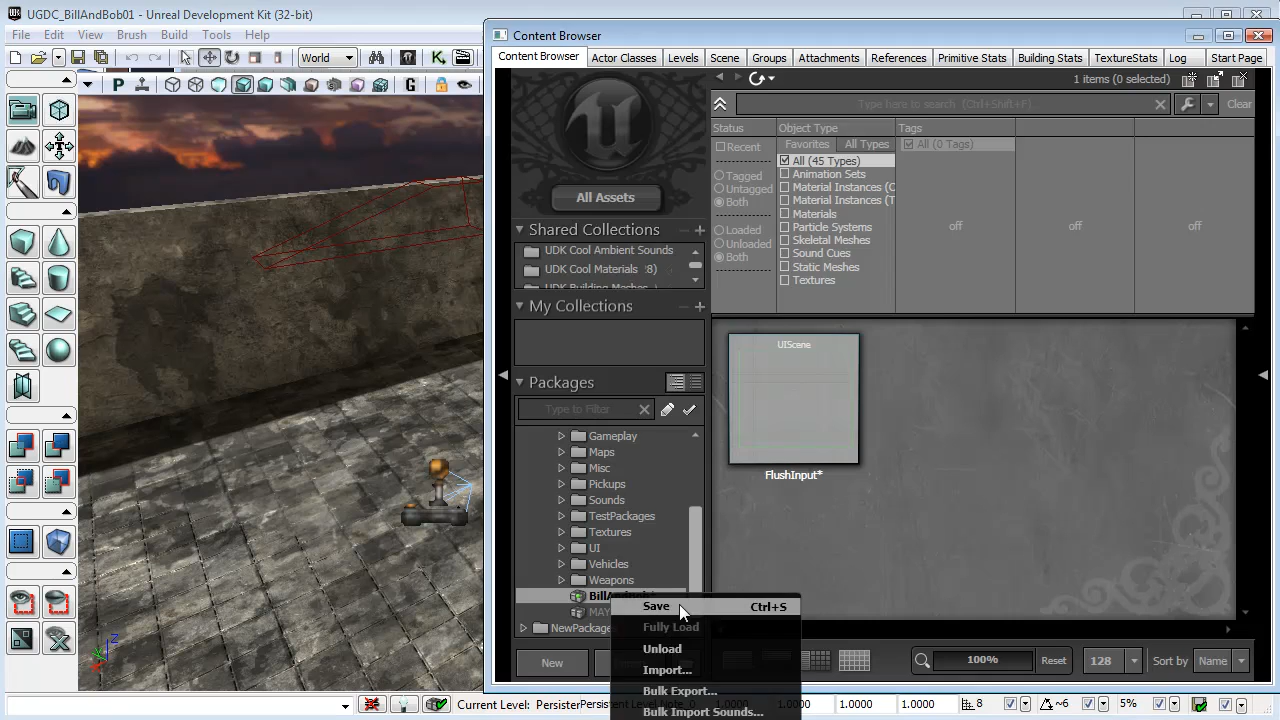 UGDC_BillAndBob01 - Unreal Development Kit (32-bit)
File Edit View Brush Build Tools Help
World
P
G
Content Browser
Content Browser Actor Classes Levels Scene Groups Attachments References Primitive Stats Building Stats TextureStats Log Start Page
1 items (0 selected)
Type here to search (Ctrl+Shift+F)...
Clear
All Assets
Status
Recent
Tagged
Untagged
Both
Loaded
Unloaded
Both
Object Type
Favorites All Types
All (45 Types)
Animation Sets
Material Instances (C
Material Instances (T
Materials
Particle Systems
Skeletal Meshes
Sound Cues
Static Meshes
Textures
Tags
All (0 Tags)
off
off
off
Shared Collections
UDK Cool Ambient Sounds
UDK Cool Materials 8)
UDK Building Meshes )
My Collections
Packages
Type to Filter
Gameplay
Maps
Misc
Pickups
Sounds
TestPackages
Textures
UI
Vehicles
Weapons
MAY
NewPackage
New
UIScene
FlushInput*
Save Ctrl+S
Fully Load
Unload
Import...
Bulk Export...
Bulk Import Sounds...
100%
Reset
128
Sort by Name
Current Level: Persister
1.0000
1.0000
1.0000
8
6
5%
X
Z